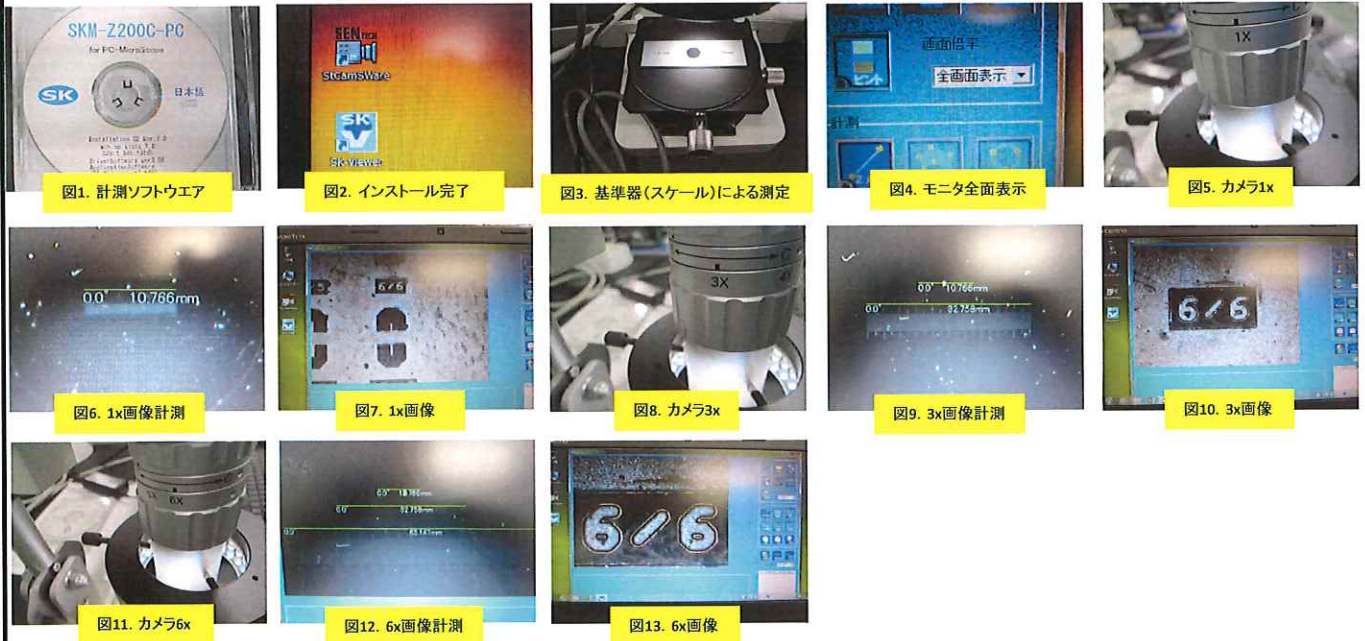 SKM-Z200C-PC
for PC-MicroScope
SK
日本語
図1. 計測ソフトウエア
SENTECH
StCamSWare
SK
SK-Viewer
図2. インストール完了
図3. 基準器(スケール)による測定
画面倍率
全画面表示
計測
図4. モニタ全面表示
1X
図5. カメラ1x
0.0°
10.766mm
図6. 1x画像計測
6/6
図7. 1x画像
3X
4X
図8. カメラ3x
0.0° 10.766mm
0.0° 32.758mm
図9. 3x画像計測
6/6
図10. 3x画像
5X 6X
図11. カメラ6x
0.0°
0.0° 32.758mm
0.0°
図12. 6x画像計測
6/6
図13. 6x画像